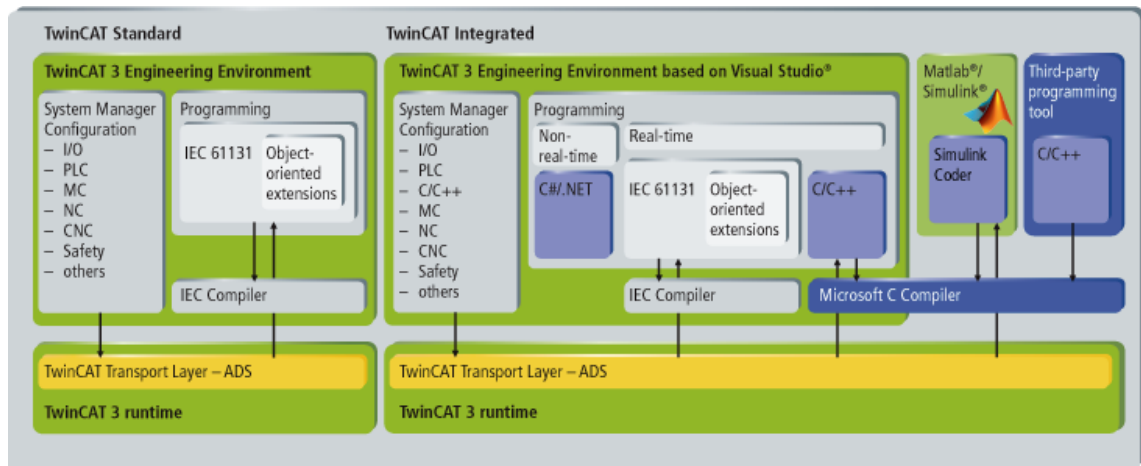 TwinCAT Standard
TwinCAT 3 Engineering Environment
System Manager
Configuration
– I/O
– PLC
– MC
– NC
– CNC
– Safety
– others
Programming
IEC 61131
Object-
oriented
extensions
IEC Compiler
TwinCAT Transport Layer – ADS
TwinCAT 3 runtime
TwinCAT Integrated
TwinCAT 3 Engineering Environment based on Visual Studio®
System Manager
Configuration
– I/O
– PLC
– C/C++
– MC
– NC
– CNC
– Safety
– others
Programming
Non-
real-time
C#/.NET
Real-time
IEC 61131
Object-
oriented
extensions
C/C++
IEC Compiler
Matlab®/
Simulink®
Simulink
Coder
Third-party
programming
tool
C/C++
Microsoft C Compiler
TwinCAT Transport Layer – ADS
TwinCAT 3 runtime